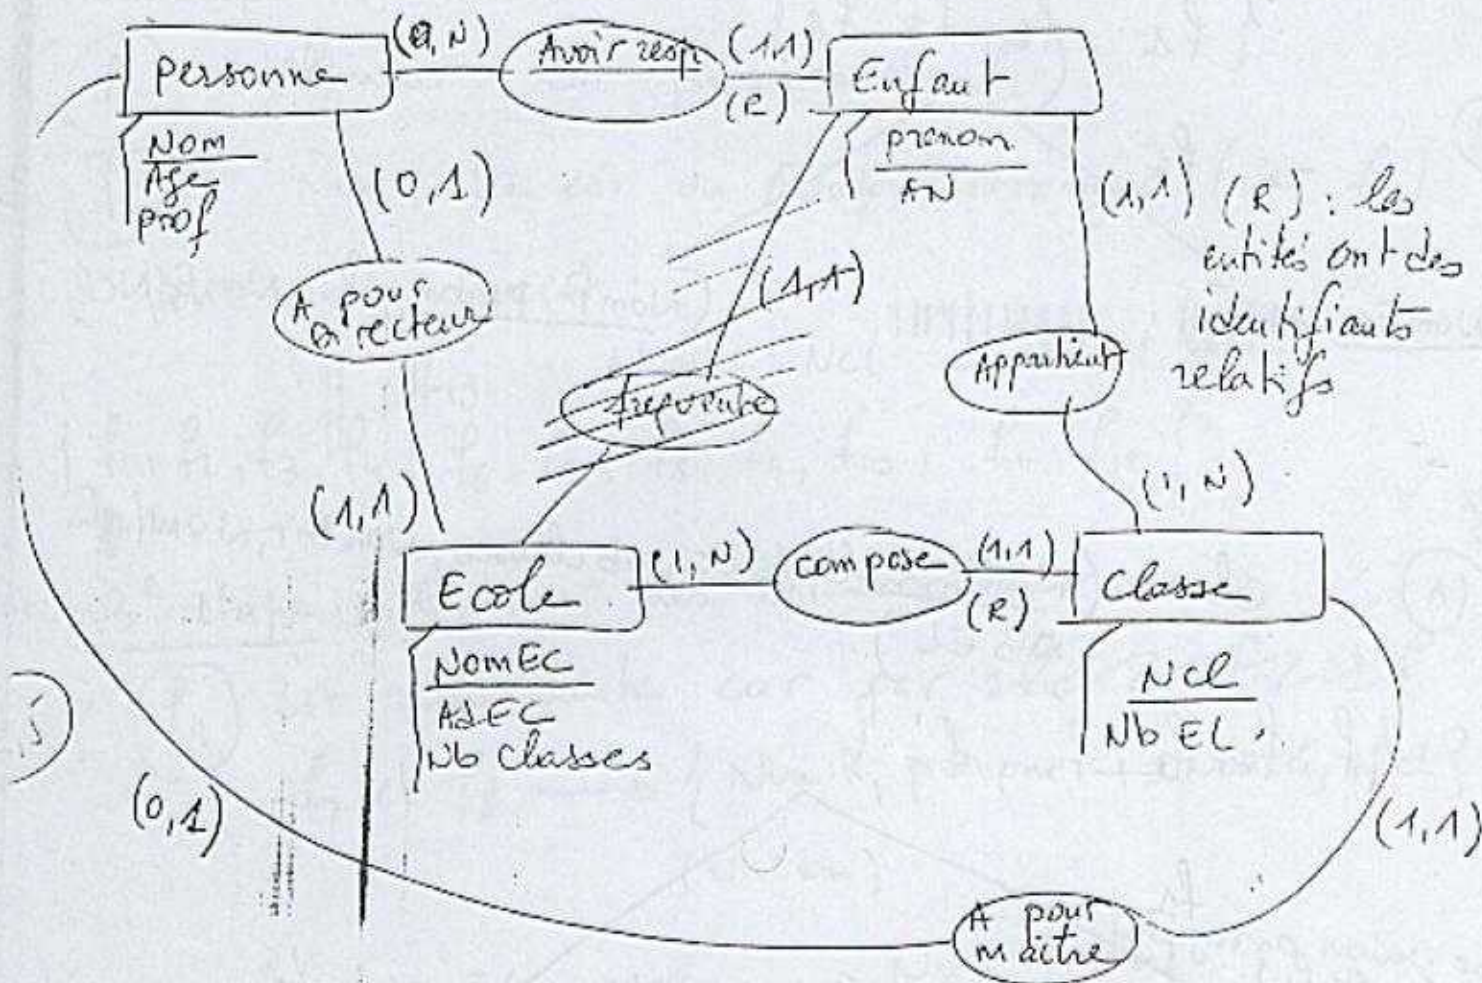 Personne (0,N) Avoir resp (1,1) Enfant
(R)
Nom
Age
prof
prenom
AN
(0,1)
(1,1) (R) : les
entités ont des
identifiants
relatifs
A pour
Directeur
(1,1)
frequente
Appartient
(1,1)
(1,N)
Ecole (1,N) compose (1,1) Classe
(R)
NomEC
AdEC
Nb Classes
NCl
Nb EL
(0,1)
(1,1)
A pour
maitre